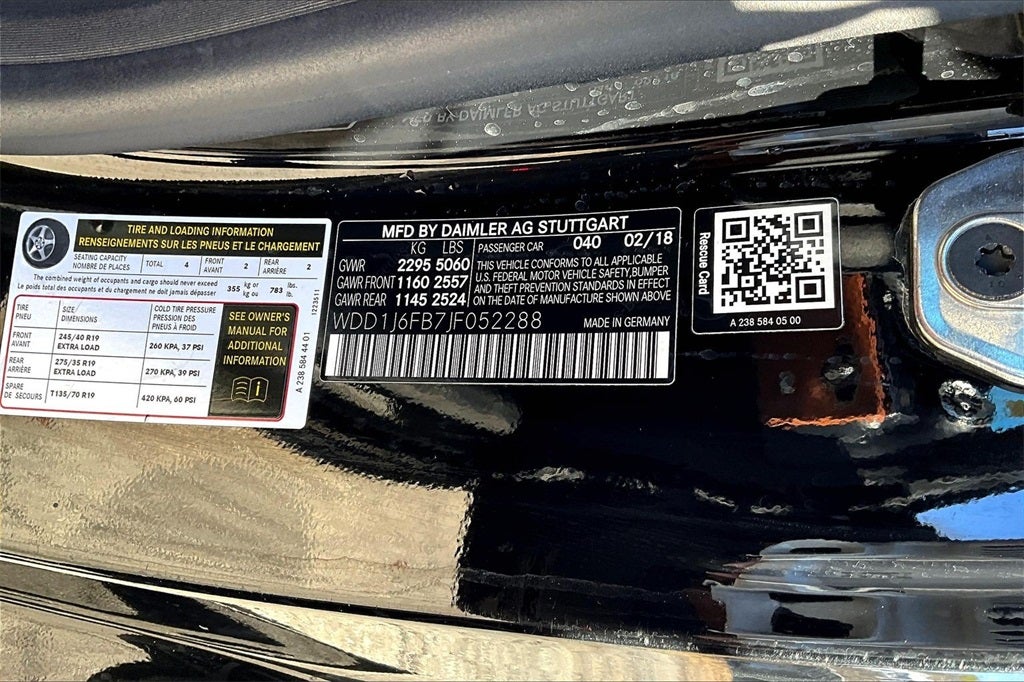 TIRE AND LOADING INFORMATION
RENSEIGNEMENTS SUR LES PNEUS ET LE CHARGEMENT
SEATING CAPACITY
NOMBRE DE PLACES
TOTAL 4
FRONT
AVANT 2
REAR
ARRIÈRE 2
The combined weight of occupants and cargo should never exceed
Le poids total des occupants et du chargement ne doit jamais dépasser
355 kg or
kg ou
783 lbs.
lb.
TIRE
PNEU
SIZE/
DIMENSIONS
COLD TIRE PRESSURE
PRESSION DES
PNEUS À FROID
FRONT
AVANT
245/40 R19
EXTRA LOAD
260 KPA, 37 PSI
REAR
ARRIÈRE
275/35 R19
EXTRA LOAD
270 KPA, 39 PSI
SPARE
DE SECOURS
T135/70 R19
420 KPA, 60 PSI
SEE OWNER'S
MANUAL FOR
ADDITIONAL
INFORMATION
A 238 584 44 01
1223511
MFD BY DAIMLER AG STUTTGART
KG LBS
GVWR 2295 5060
GAWR FRONT 1160 2557
GAWR REAR 1145 2524
PASSENGER CAR 040 02/18
THIS VEHICLE CONFORMS TO ALL APPLICABLE
U.S. FEDERAL MOTOR VEHICLE SAFETY,BUMPER
AND THEFT PREVENTION STANDARDS IN EFFECT
ON THE DATE OF MANUFACTURE SHOWN ABOVE
WDD1J6FB7JF052288
MADE IN GERMANY
Rescue Card
A 238 584 05 00